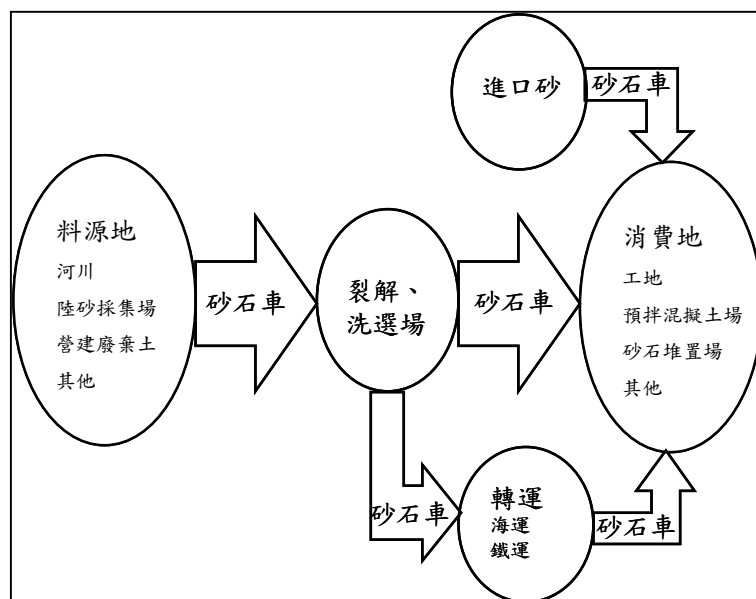 進口砂
砂石車
料源地
河川
陸砂採集場
營建廢棄土
其他
砂石車
裂解、
洗選場
砂石車
消費地
工地
預拌混擬土場
砂石堆置場
其他
砂石車
轉運
海運
鐵運
砂石車